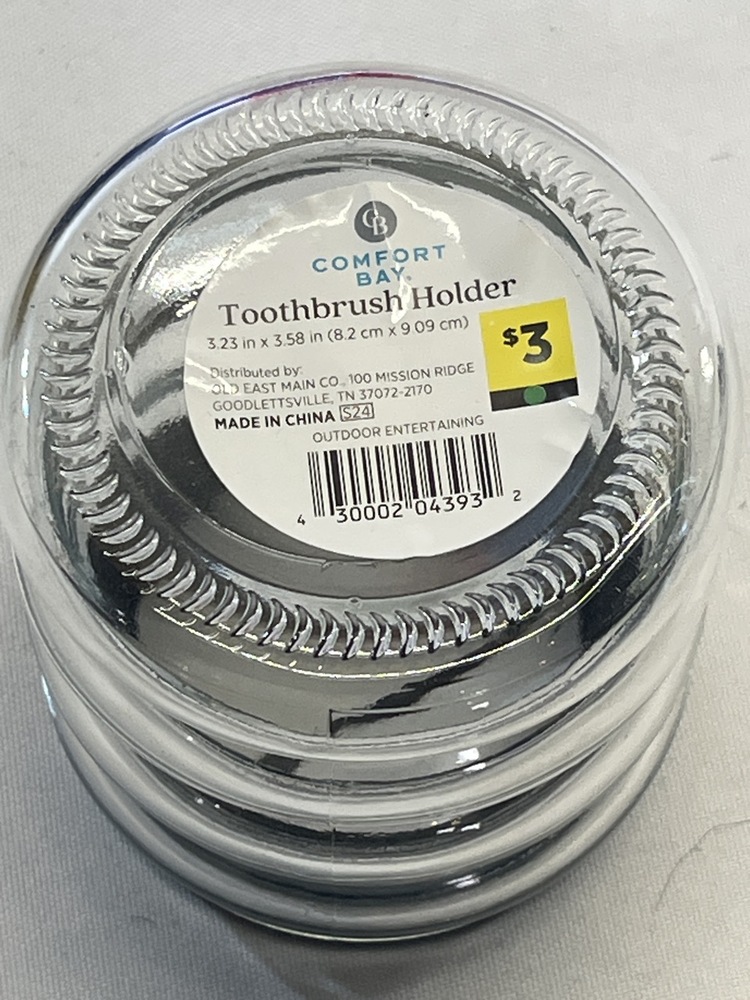 CB
COMFORT
BAY.
Toothbrush Holder
3.23 in x 3.58 in (8.2 cm x 9.09 cm)
$3
Distributed by:
OLD EAST MAIN CO., 100 MISSION RIDGE
GOODLETTSVILLE, TN 37072-2170
MADE IN CHINA S24
OUTDOOR ENTERTAINING
4 30002 04393 2